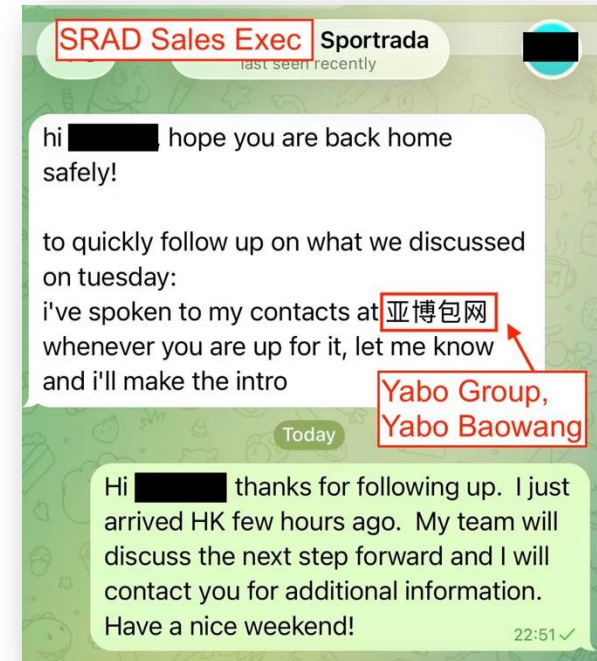 SRAD Sales Exec Sportrada
last seen recently
hi , hope you are back home
safely!
to quickly follow up on what we discussed
on tuesday:
i've spoken to my contacts at 亚博包网
whenever you are up for it, let me know
and i'll make the intro
Yabo Group,
Yabo Baowang
Today
Hi thanks for following up. I just
arrived HK few hours ago. My team will
discuss the next step forward and I will
contact you for additional information.
Have a nice weekend!
22:51